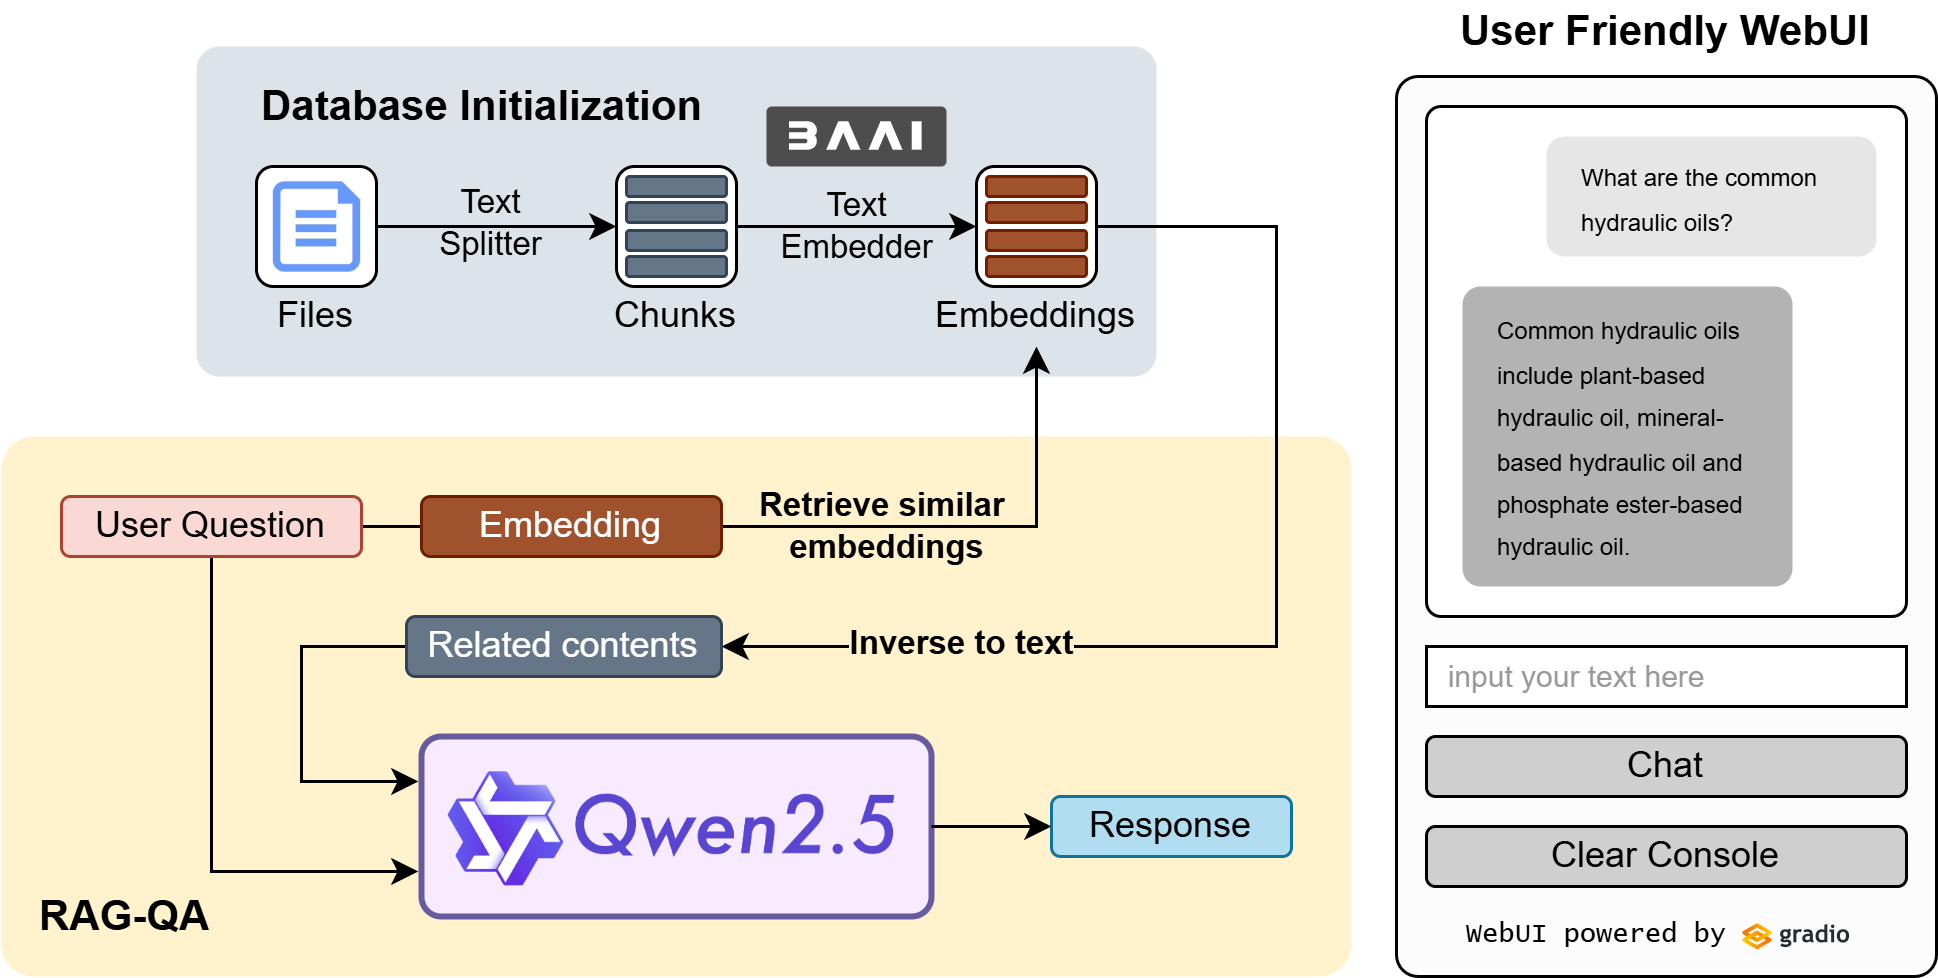 Database Initialization
BAAI
Text
Splitter
Text
Embedder
Files
Chunks
Embeddings
User Question
Embedding
Retrieve similar
embeddings
Related contents
Inverse to text
Qwen2.5
Response
RAG-QA
User Friendly WebUI
What are the common
hydraulic oils?
Common hydraulic oils
include plant-based
hydraulic oil, mineral-
based hydraulic oil and
phosphate ester-based
hydraulic oil.
input your text here
Chat
Clear Console
WebUI powered by gradio